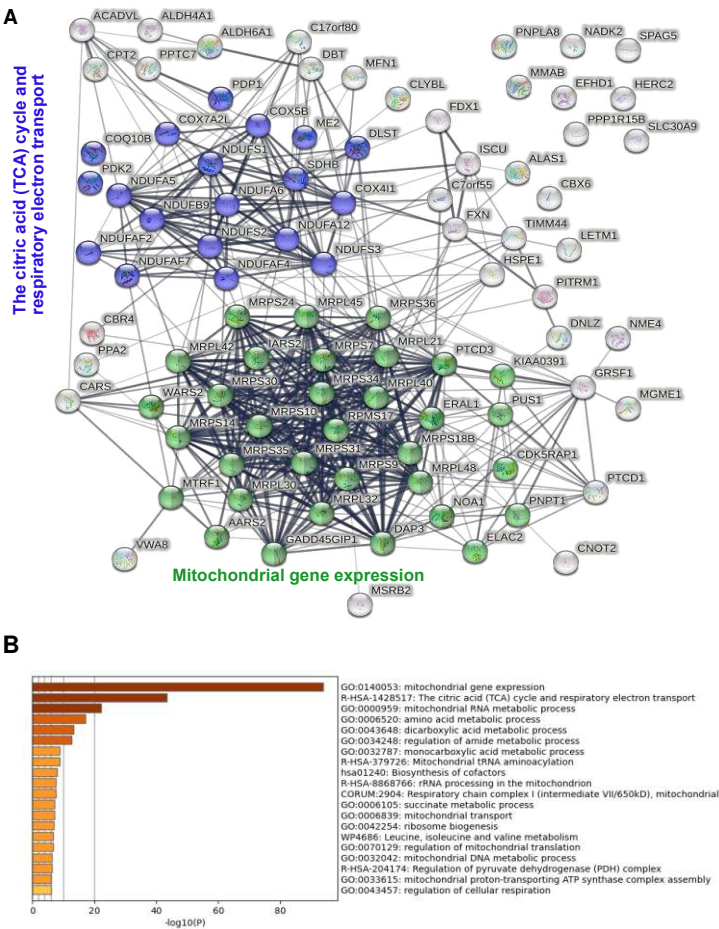 A
ACADVL
ALDH4A1
ALDH6A1
C17orf80
CPT2
PPTC7
DBT
MFN1
PNPLA8
NADK2
SPAG5
PDP1
CLYBL
MMAB
EFHD1
HERC2
COX7A2L
COX5B
ME2
FDX1
PPP1R15B
SLC30A9
COQ10B
NDUFS1
DLST
ISCU
ALAS1
PDK2
SDHB
C7orf55
CBX6
NDUFA5
NDUFA6
COX4I1
NDUFB9
FXN
NDUFAF2
NDUFS2
NDUFA12
TIMM44
LETM1
NDUFAF7
NDUFAF4
NDUFS3
HSPE1
PITRM1
The citric acid (TCA) cycle and
respiratory electron transport
MRPS24
MRPL45
MRPS36
CBR4
DNLZ
NME4
PPA2
MRPL42
IARS2
MRPS7
MRPL21
PTCD3
KIAA0391
GRSF1
CARS
WARS2
MRPS30
MRPS34
MRPL40
ERAL1
PUS1
MGME1
MRPS14
MRPS10
RPMS17
MRPS18B
MRPS35
MRPS31
MRPS9
MRPL48
CDK5RAP1
PTCD1
MTRF1
MRPL30
MRPL32
NOA1
PNPT1
AARS2
GADD45GIP1
DAP3
ELAC2
CNOT2
VWA8
Mitochondrial gene expression
MSRB2
B
GO:0140053: mitochondrial gene expression
R-HSA-1428517: The citric acid (TCA) cycle and respiratory electron transport
GO:0000959: mitochondrial RNA metabolic process
GO:0006520: amino acid metabolic process
GO:0043648: dicarboxylic acid metabolic process
GO:0034248: regulation of amide metabolic process
GO:0032787: monocarboxylic acid metabolic process
R-HSA-379726: Mitochondrial tRNA aminoacylation
hsa01240: Biosynthesis of cofactors
R-HSA-8868766: rRNA processing in the mitochondrion
CORUM:2904: Respiratory chain complex I (intermediate VII/650kD), mitochondrial
GO:0006105: succinate metabolic process
GO:0006839: mitochondrial transport
GO:0042254: ribosome biogenesis
WP4686: Leucine, isoleucine and valine metabolism
GO:0070129: regulation of mitochondrial translation
GO:0032042: mitochondrial DNA metabolic process
R-HSA-204174: Regulation of pyruvate dehydrogenase (PDH) complex
GO:0033615: mitochondrial proton-transporting ATP synthase complex assembly
GO:0043457: regulation of cellular respiration
0 20 40 60 80
-log10(P)